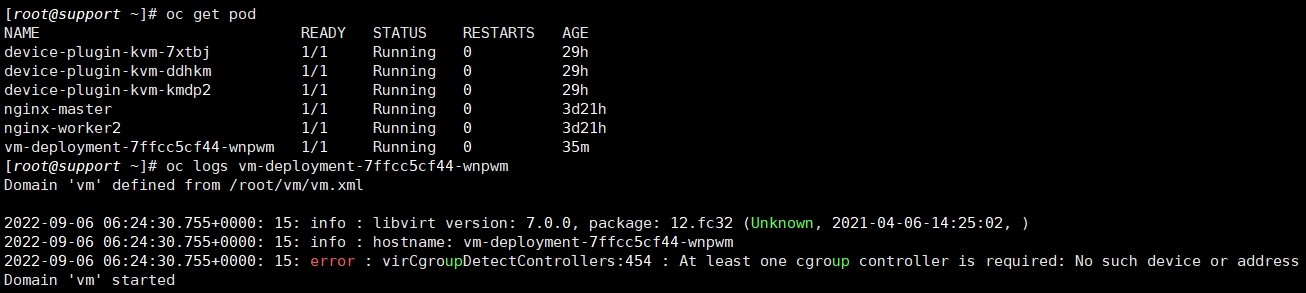 [root@support ~]# oc get pod
NAME READY STATUS RESTARTS AGE
device-plugin-kvm-7xtbj 1/1 Running 0 29h
device-plugin-kvm-ddhkm 1/1 Running 0 29h
device-plugin-kvm-kmdp2 1/1 Running 0 29h
nginx-master 1/1 Running 0 3d21h
nginx-worker2 1/1 Running 0 3d21h
vm-deployment-7ffcc5cf44-wnpwm 1/1 Running 0 35m
[root@support ~]# oc logs vm-deployment-7ffcc5cf44-wnpwm
Domain 'vm' defined from /root/vm/vm.xml
2022-09-06 06:24:30.755+0000: 15: info : libvirt version: 7.0.0, package: 12.fc32 (Unknown, 2021-04-06-14:25:02, )
2022-09-06 06:24:30.755+0000: 15: info : hostname: vm-deployment-7ffcc5cf44-wnpwm
2022-09-06 06:24:30.755+0000: 15: error : virCgroupDetectControllers:454 : At least one cgroup controller is required: No such device or address
Domain 'vm' started